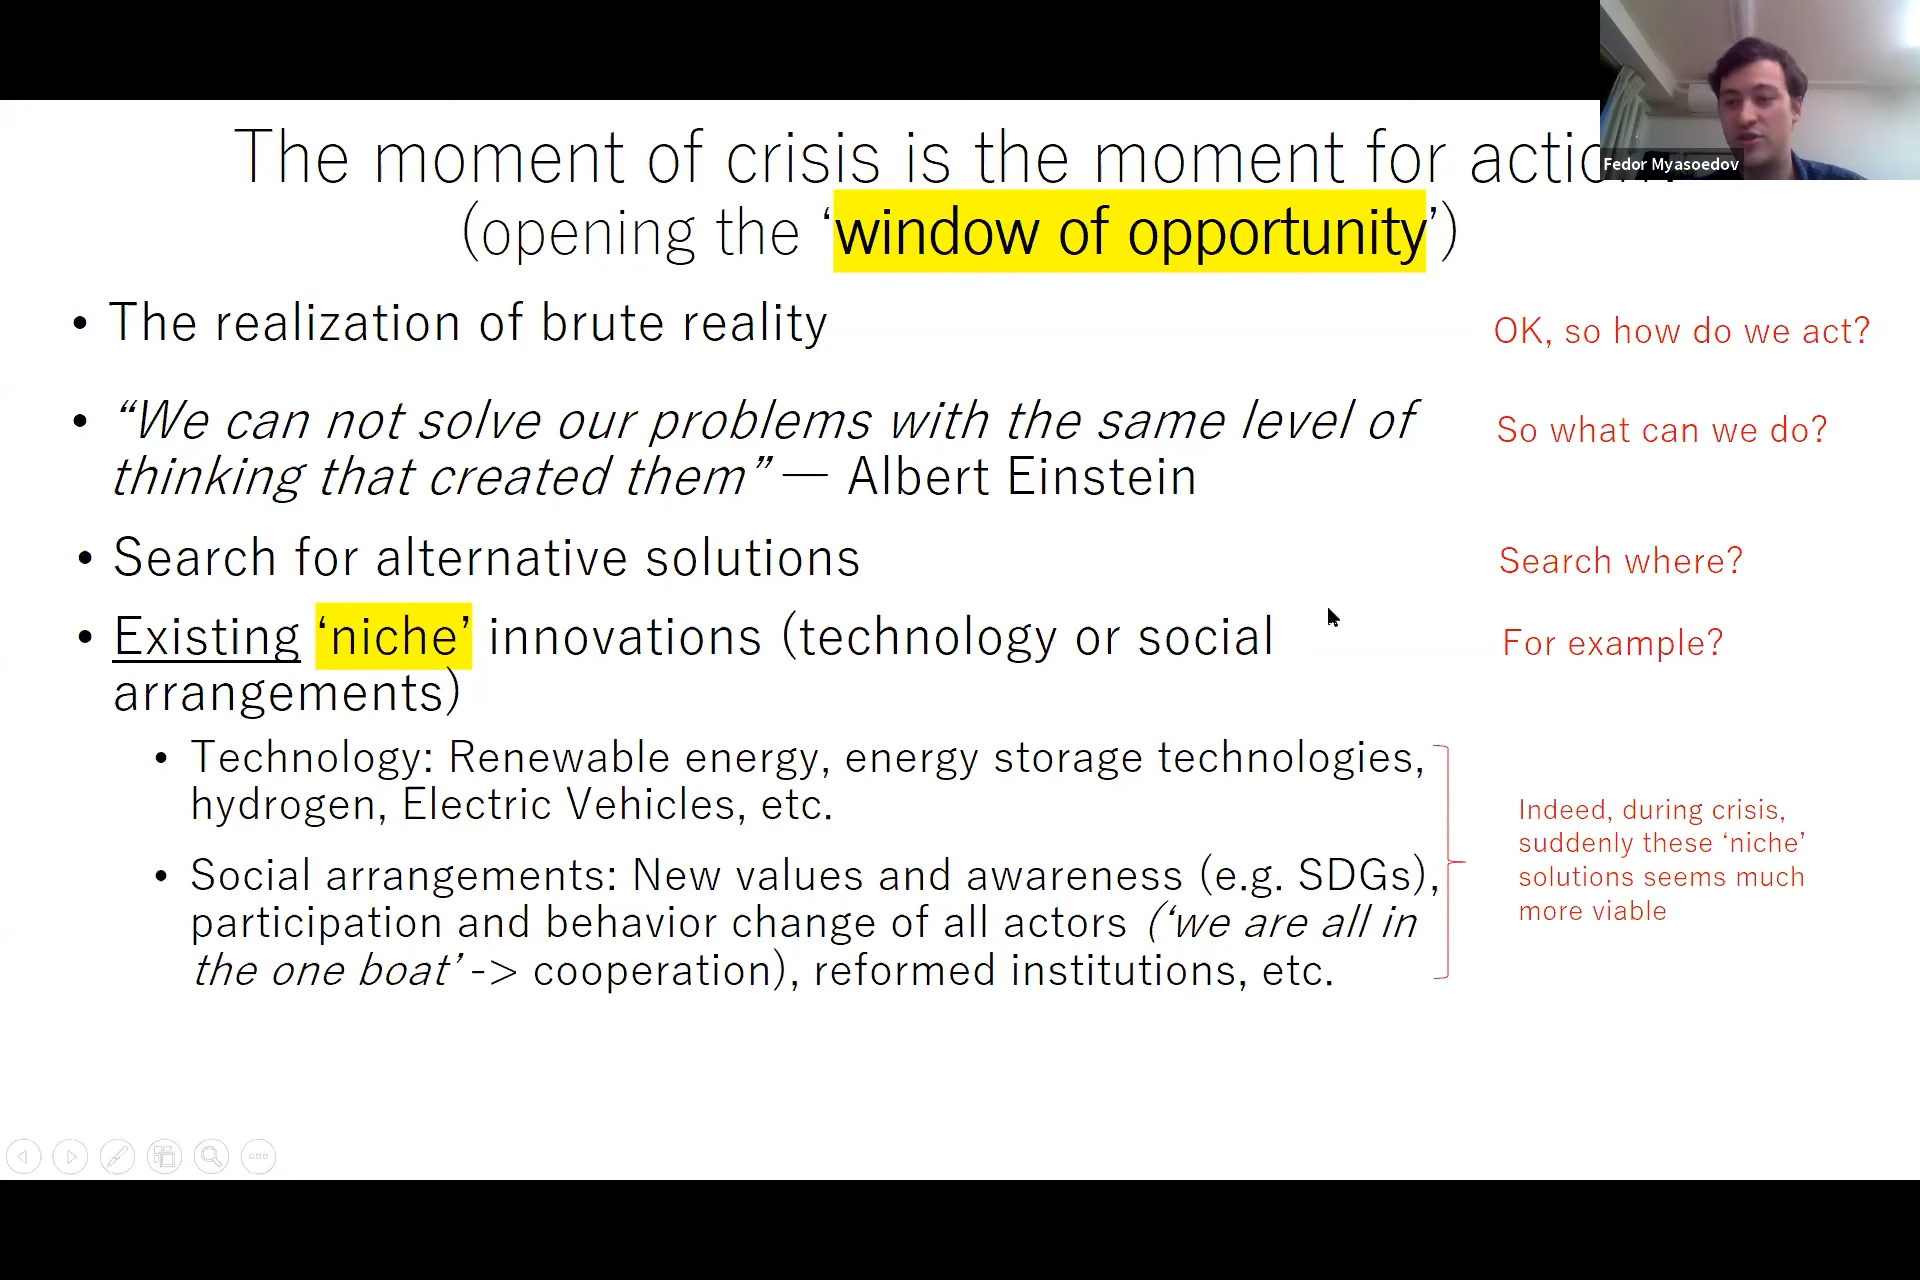 The moment of crisis is the moment for actio
(opening the ‘window of opportunity’)
Fedor Myasoedov
• The realization of brute reality
OK, so how do we act?
• “We can not solve our problems with the same level of
thinking that created them” — Albert Einstein
So what can we do?
• Search for alternative solutions
Search where?
• Existing ‘niche’ innovations (technology or social
arrangements)
For example?
• Technology: Renewable energy, energy storage technologies,
hydrogen, Electric Vehicles, etc.
• Social arrangements: New values and awareness (e.g. SDGs),
participation and behavior change of all actors (‘we are all in
the one boat’ -> cooperation), reformed institutions, etc.
Indeed, during crisis,
suddenly these ‘niche’
solutions seems much
more viable